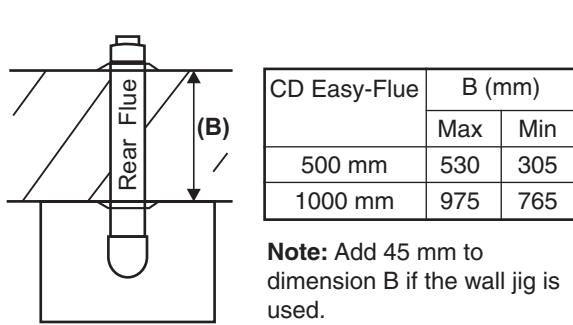 Rear Flue
(B)
CD Easy-Flue B (mm)
Max Min
500 mm 530 305
1000 mm 975 765
Note: Add 45 mm to
dimension B if the wall jig is
used.